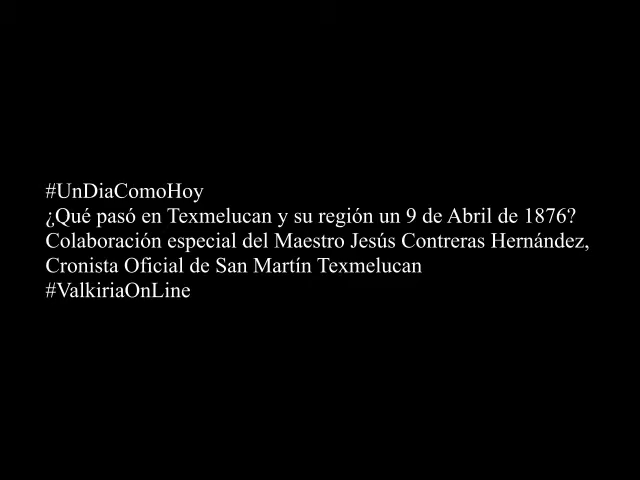 #UnDiaComoHoy
¿Qué pasó en Texmelucan y su región un 9 de Abril de 1876?
Colaboración especial del Maestro Jesús Contreras Hernández,
Cronista Oficial de San Martín Texmelucan
#ValkiriaOnLine